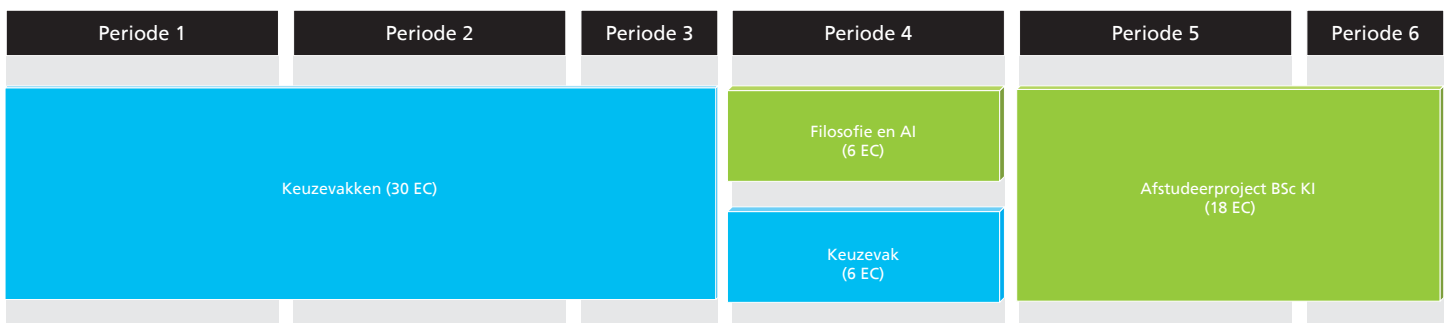 Periode 1
Periode 2
Periode 3
Periode 4
Periode 5
Periode 6
Keuzevakken (30 EC)
Filosofie en AI
(6 EC)
Keuzevak
(6 EC)
Afstudeerproject BSc KI
(18 EC)